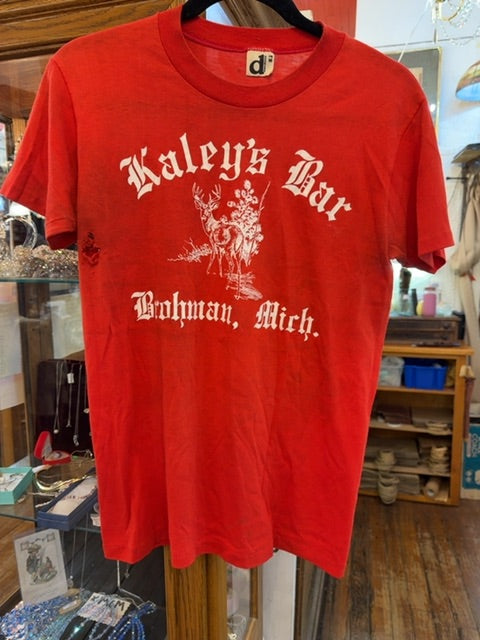 d
Kaley's Bar
Brohman, Mich.